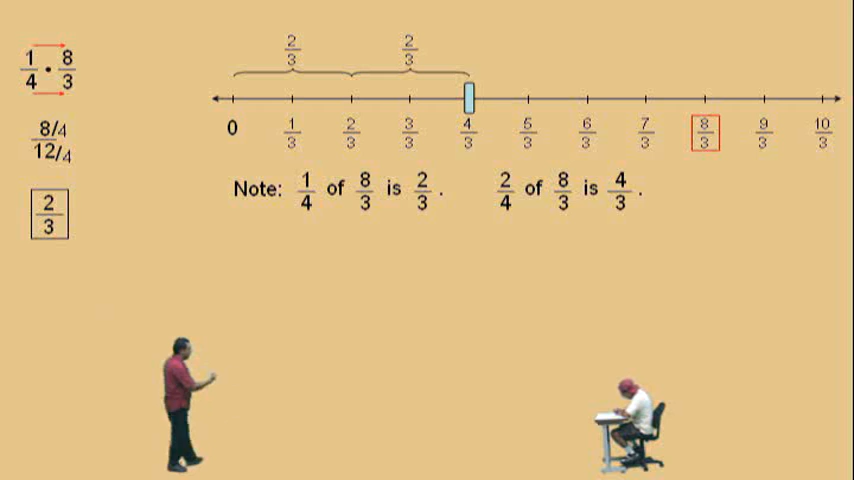 1/4 · 8/3
8/4
12/4
2/3
2/3 2/3
0 1/3 2/3 3/3 4/3 5/3 6/3 7/3 8/3 9/3 10/3
Note: 1/4 of 8/3 is 2/3 . 2/4 of 8/3 is 4/3 .